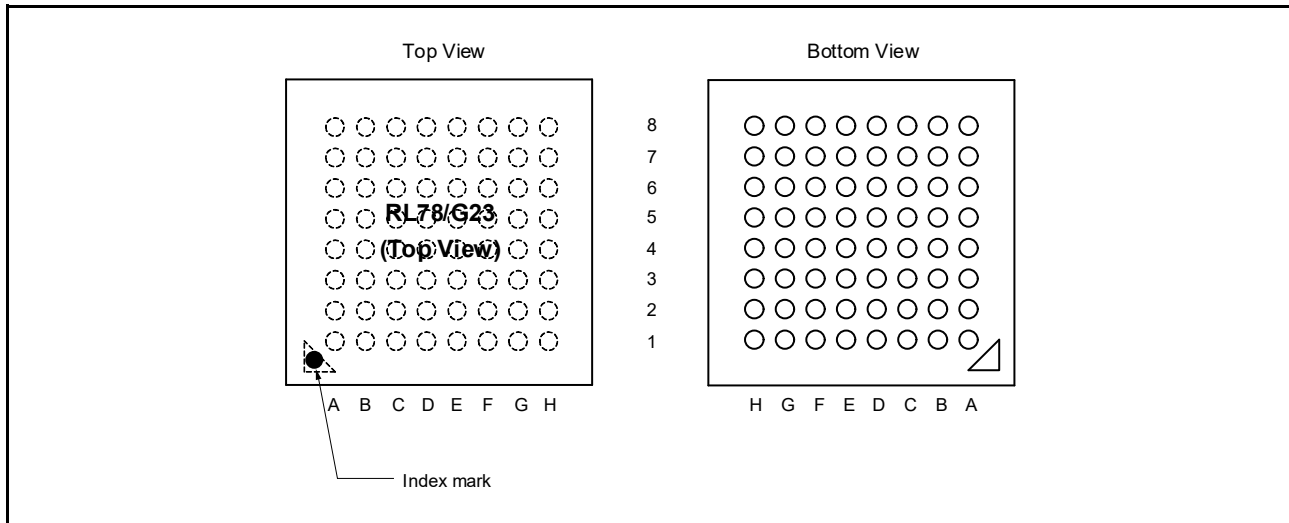 Top View
Bottom View
RL78/G23
(Top View)
8
7
6
5
4
3
2
1
A B C D E F G H
H G F E D C B A
Index mark